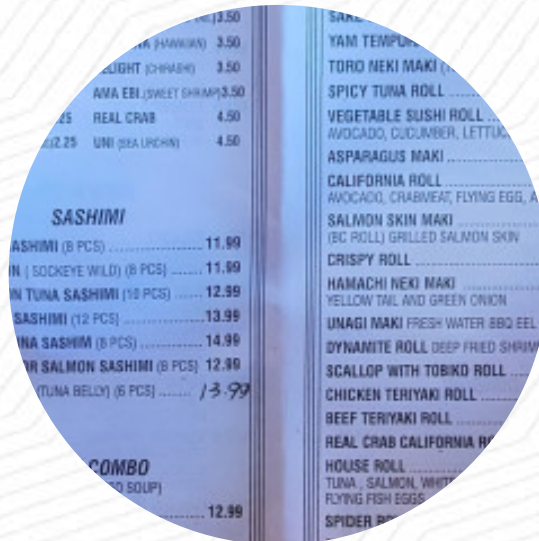 3.50
(HAWAIIAN) 3.50
(CHIRASHI) 3.50
AMA EBI (SWEET SHRIMP) 3.50
25 REAL CRAB 4.50
2.25 UNI (SEA URCHIN) 4.50
SASHIMI
SASHIMI (8 PCS) 11.99
(SOCKEYE WILD) (8 PCS) 11.99
TUNA SASHIMI (10 PCS) 12.99
SASHIMI (12 PCS) 13.99
SASHIM (8 PCS) 14.99
SALMON SASHIMI (8 PCS) 12.99
(TUNA BELLY) (6 PCS) 13.99
COMBO
SOUP)
12.99
YAM
TORO NEKI MAKI
SPICY TUNA ROLL
VEGETABLE SUSHI ROLL
AVOCADO, CUCUMBER,
ASPARAGUS MAKI
CALIFORNIA ROLL
AVOCADO, CRABMEAT, FLYING EGG,
SALMON SKIN MAKI
(BC ROLL) GRILLED SALMON SKIN
CRISPY ROLL
HAMACHI NEKI MAKI
YELLOW TAIL AND GREEN ONION
UNAGI MAKI FRESH WATER BBQ EEL
DYNAMITE ROLL DEEP FRIED
SCALLOP WITH TOBIKO ROLL
CHICKEN TERIYAKI ROLL
BEEF TERIYAKI ROLL
REAL CRAB CALIFORNIA
HOUSE ROLL
TUNA, SALMON,
FLYING FISH EGGS
SPIDER